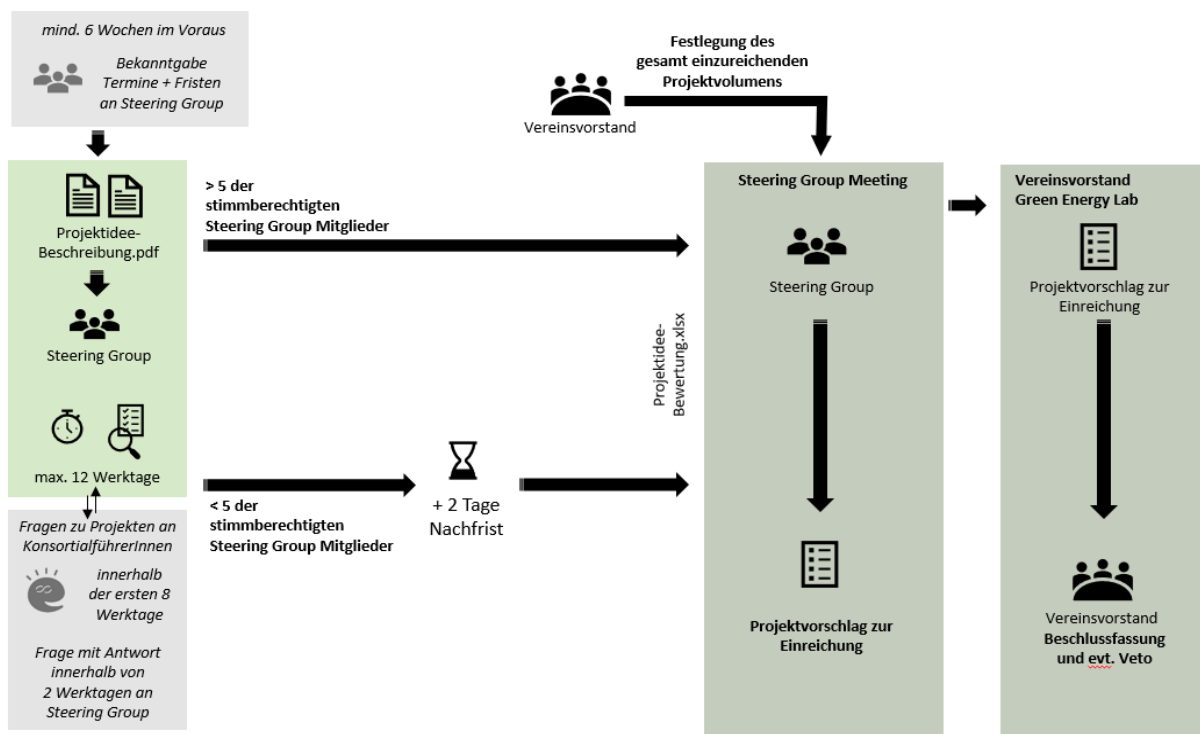 mind. 6 Wochen im Voraus
Bekanntgabe
Termine + Fristen
an Steering Group
Projektidee-
Beschreibung.pdf
Steering Group
max. 12 Werktage
Fragen zu Projekten an
KonsortialführerInnen
innerhalb
der ersten 8
Werktage
Frage mit Antwort
innerhalb von
2 Werktagen an
Steering Group
> 5 der
stimmberechtigten
Steering Group Mitglieder
< 5 der
stimmberechtigten
Steering Group Mitglieder
+ 2 Tage
Nachfrist
Projektidee-
Bewertung.xlsx
Vereinsvorstand
Festlegung des
gesamt einzureichenden
Projektvolumens
Steering Group Meeting
Steering Group
Projektvorschlag zur
Einreichung
Vereinsvorstand
Green Energy Lab
Projektvorschlag zur
Einreichung
Vereinsvorstand
Beschlussfassung
und evt. Veto